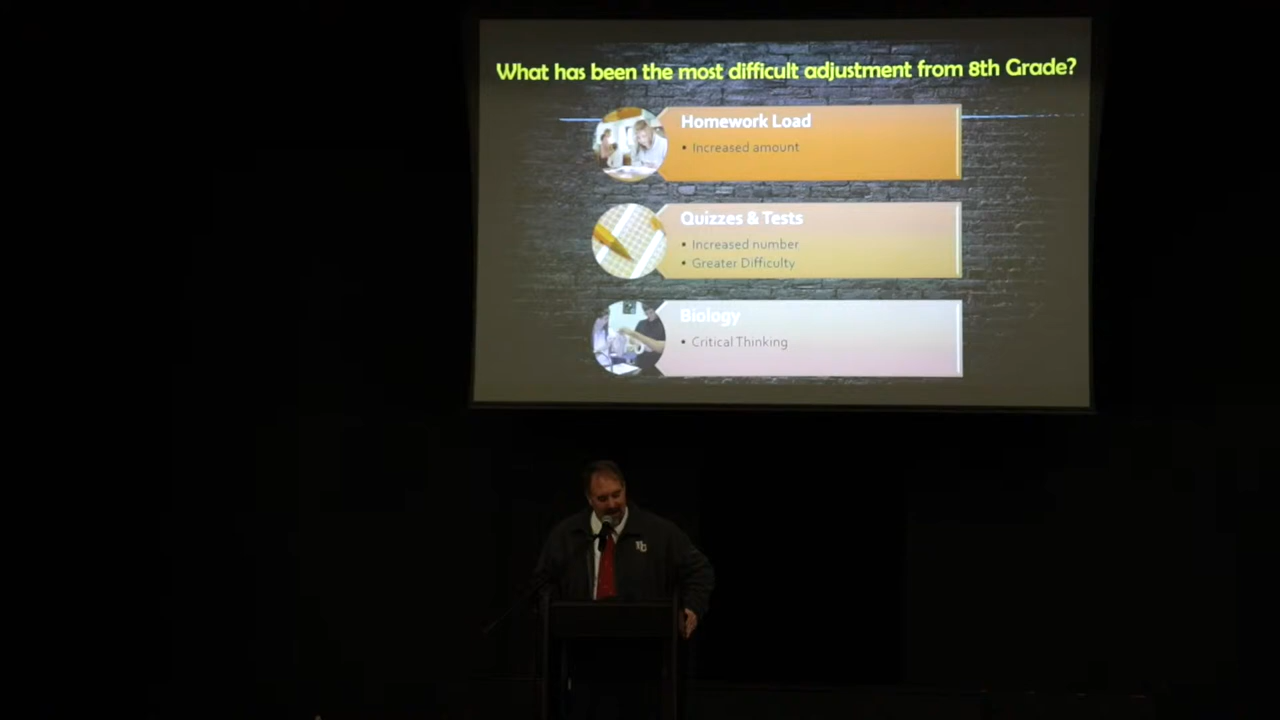 What has been the most difficult adjustment from 8th Grade?
Homework Load
• Increased amount
Quizzes & Tests
• Increased number
• Greater Difficulty
Biology
• Critical Thinking